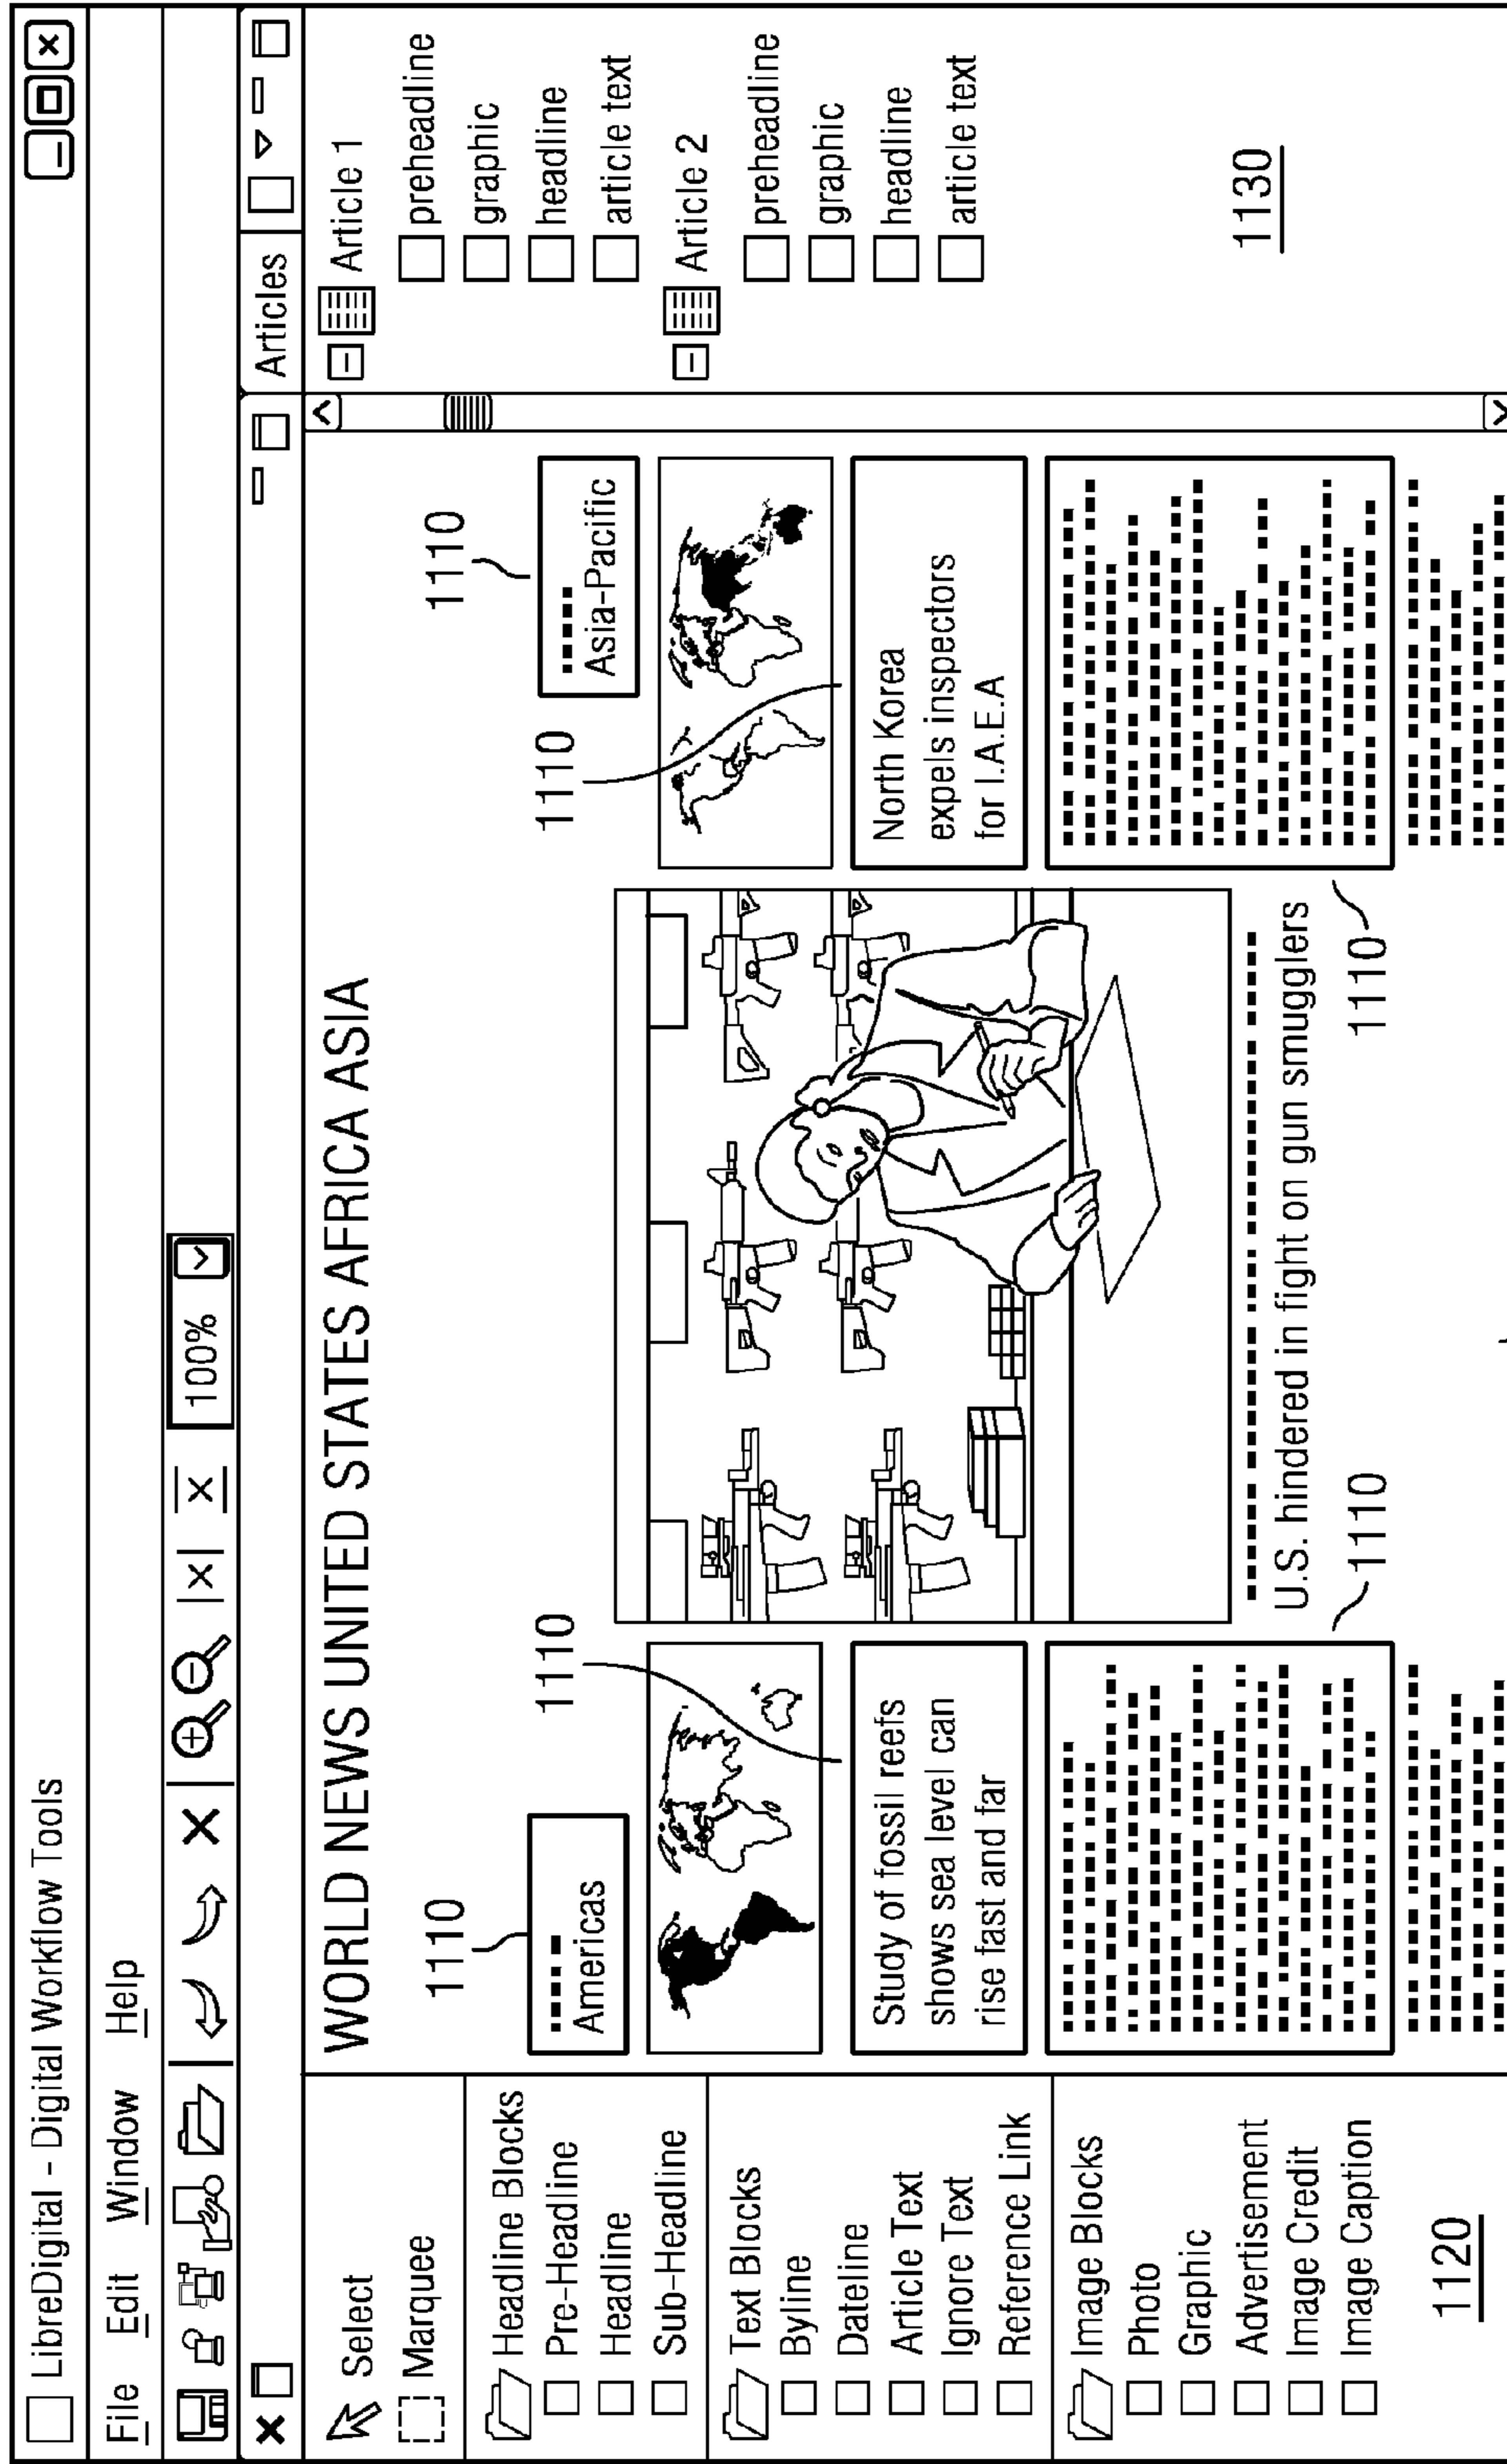 LibreDigital - Digital Workflow Tools
File Edit Window Help
100%
Articles
Select
Marquee
Headline Blocks
Pre-Headline
Headline
Sub-Headline
Text Blocks
Byline
Dateline
Article Text
Ignore Text
Reference Link
Image Blocks
Photo
Graphic
Advertisement
Image Credit
Image Caption
1120
WORLD NEWS UNITED STATES AFRICA ASIA
1110
Americas
1110
Study of fossil reefs
shows sea level can
rise fast and far
1110
U.S. hindered in fight on gun smugglers
1110
Asia-Pacific
1110
North Korea
expels inspectors
for I.A.E.A
1110
Article 1
preheadline
graphic
headline
article text
Article 2
preheadline
graphic
headline
article text
1130